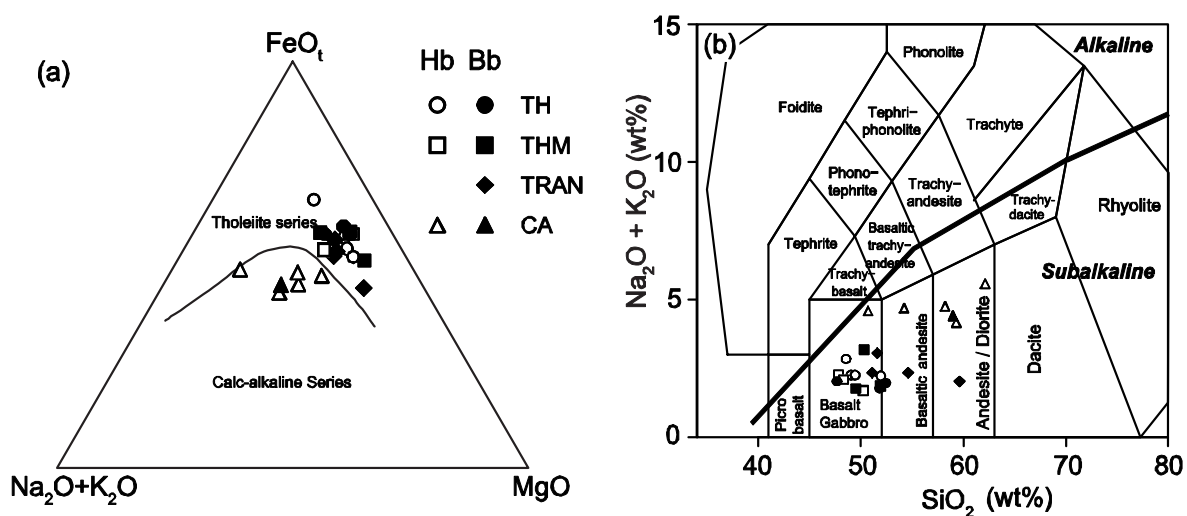 (a)
FeOt
Hb Bb
TH
THM
TRAN
CA
Tholeiite series
Calc-alkaline Series
Na2O+K2O
MgO
(b)
Na2O + K2O (wt%)
15
10
5
0
40
50
60
70
80
SiO2 (wt%)
Alkaline
Subalkaline
Phonolite
Foidite
Tephri–
phonolite
Trachyte
Phono–
tephrite
Trachy–
andesite
Trachy–
dacite
Rhyolite
Tephrite
Basaltic
trachy–
andesite
Trachy–
basalt
Picro
basalt
Basalt
Gabbro
Basaltic andesite
Andesite / Diorite
Dacite